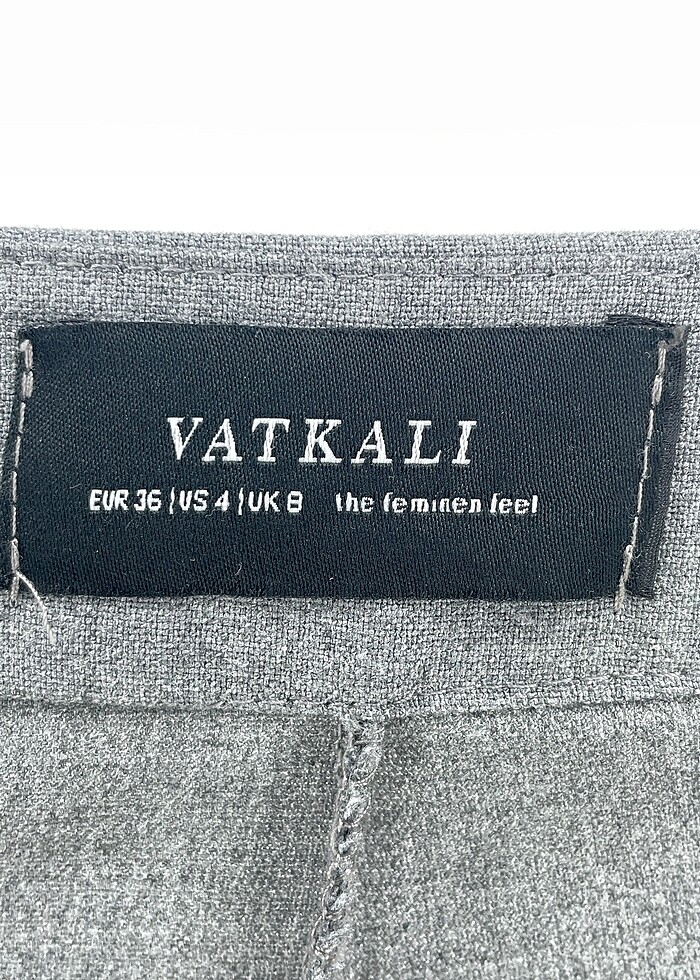 VATKALI
EUR 36 | US 4 | UK 8 the feminen feel